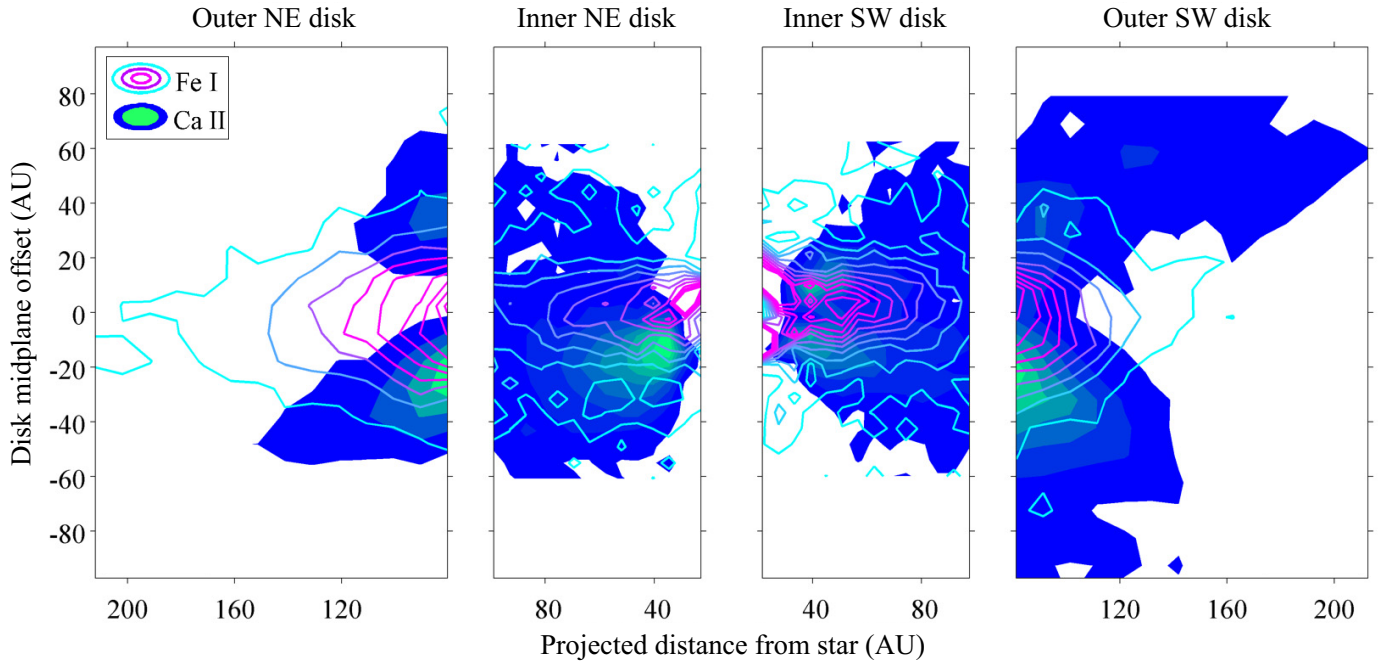 Outer NE disk
Inner NE disk
Inner SW disk
Outer SW disk
Fe I
Ca II
Disk midplane offset (AU)
80
60
40
20
0
-20
-40
-60
-80
200 160 120
80 40
40 80
120 160 200
Projected distance from star (AU)